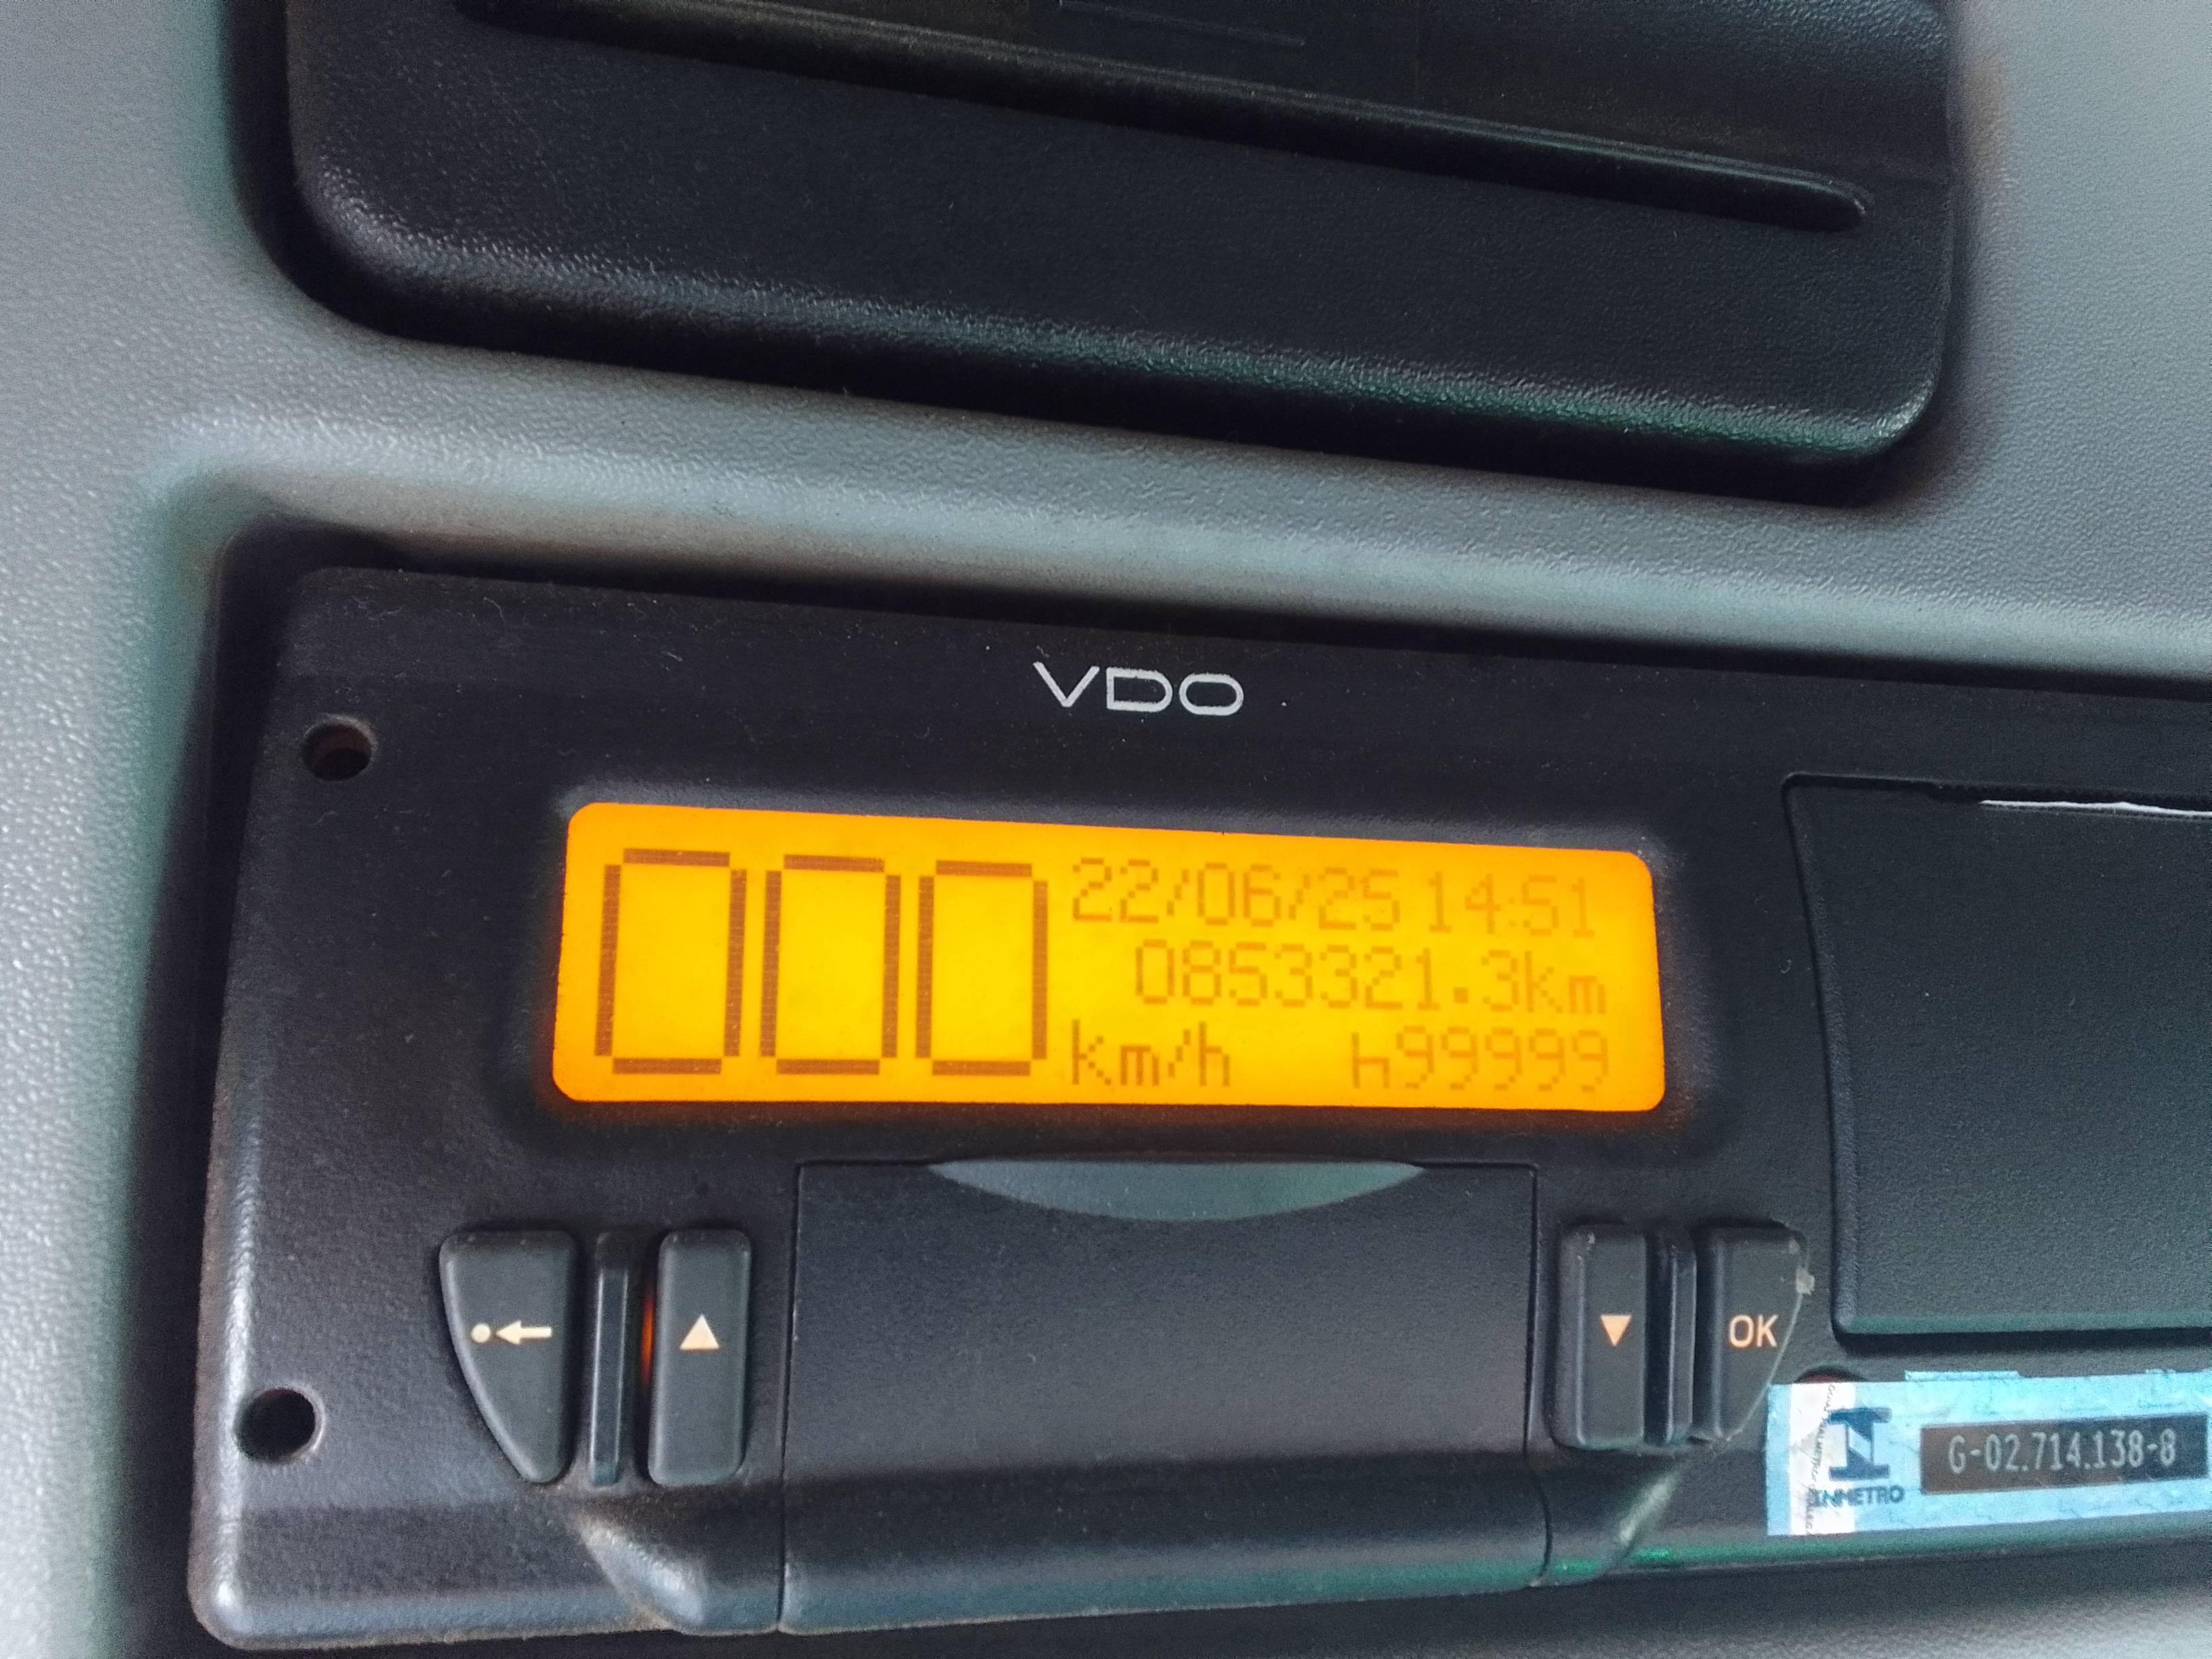 VDO
000
22/06/25 14:51
0853321.3km
km/h h99999
OK
INMETRO
G-02.714.138-8